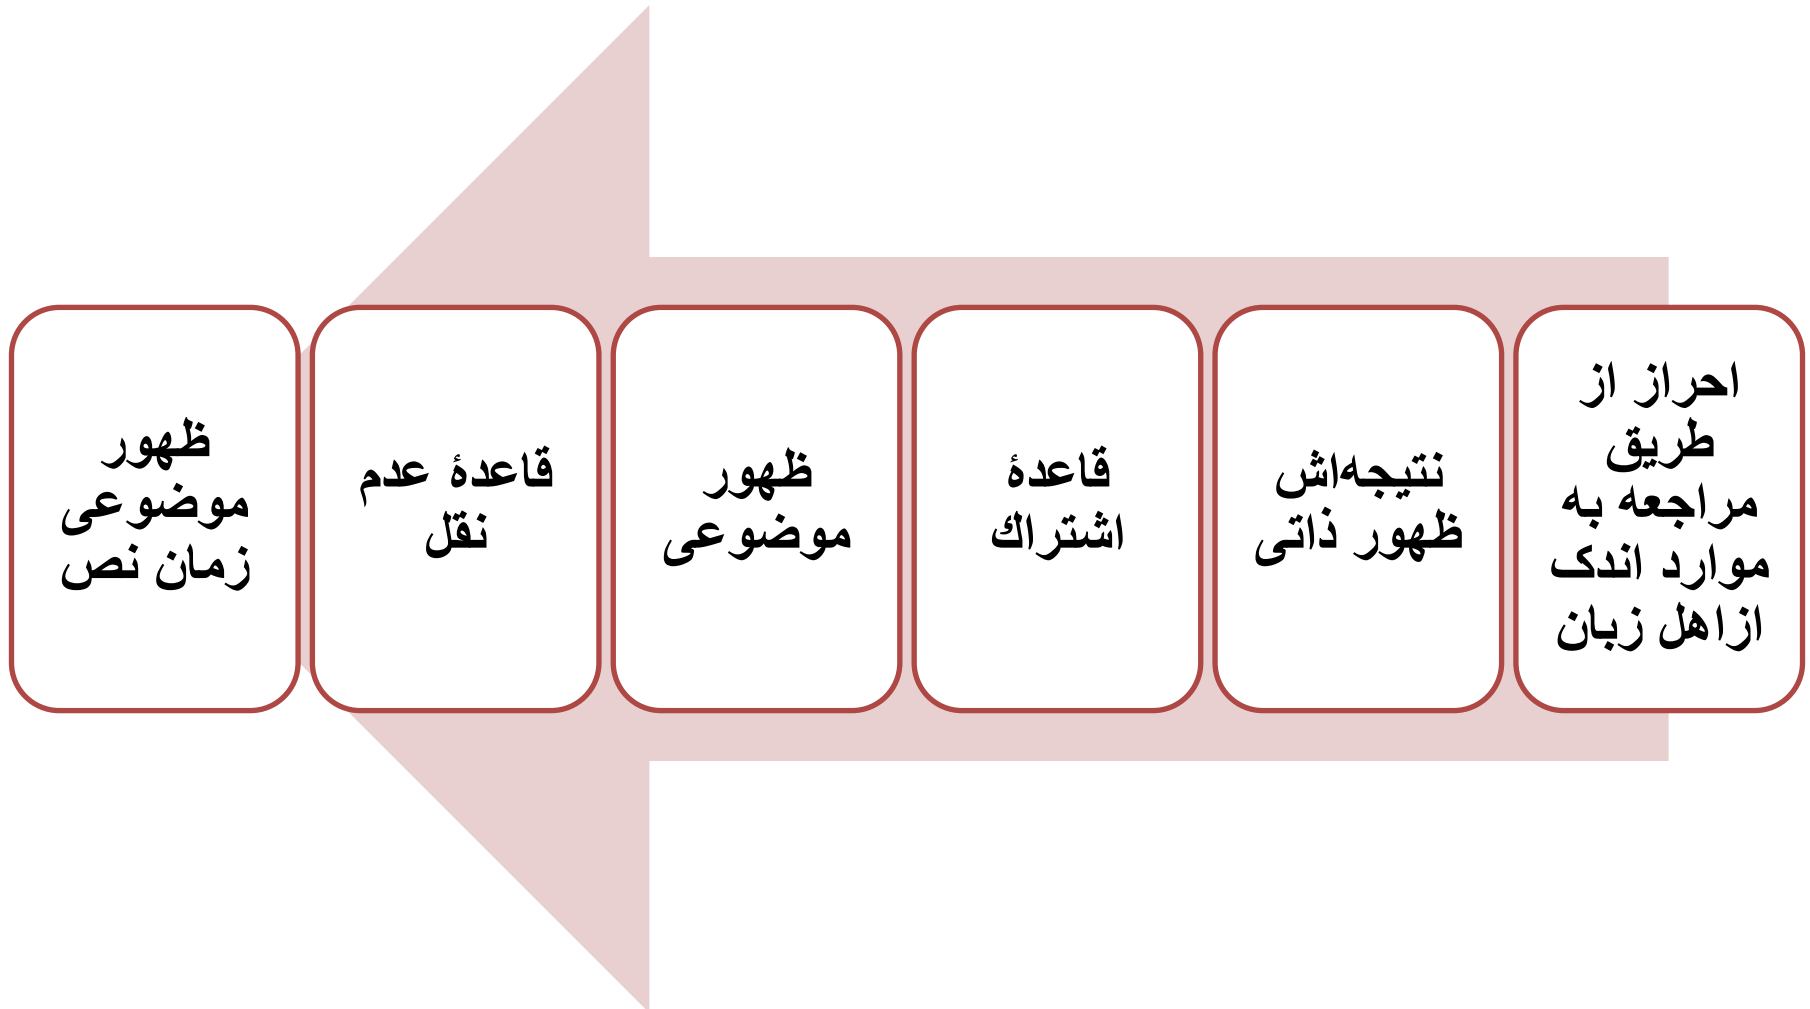 احراز از
طریق
مراجعه به
موارد اندک
ازاهل زبان
نتیجه‌اش
ظهور ذاتی
قاعدهٔ
اشتراك
ظهور
موضوعی
قاعدهٔ عدم
نقل
ظهور
موضوعی
زمان نص